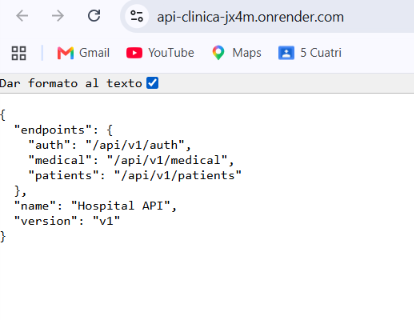 api-clinica-jx4m.onrender.com
Gmail YouTube Maps 5 Cuatri
Dar formato al texto
{
  "endpoints": {
    "auth": "/api/v1/auth",
    "medical": "/api/v1/medical",
    "patients": "/api/v1/patients"
  },
  "name": "Hospital API",
  "version": "v1"
}